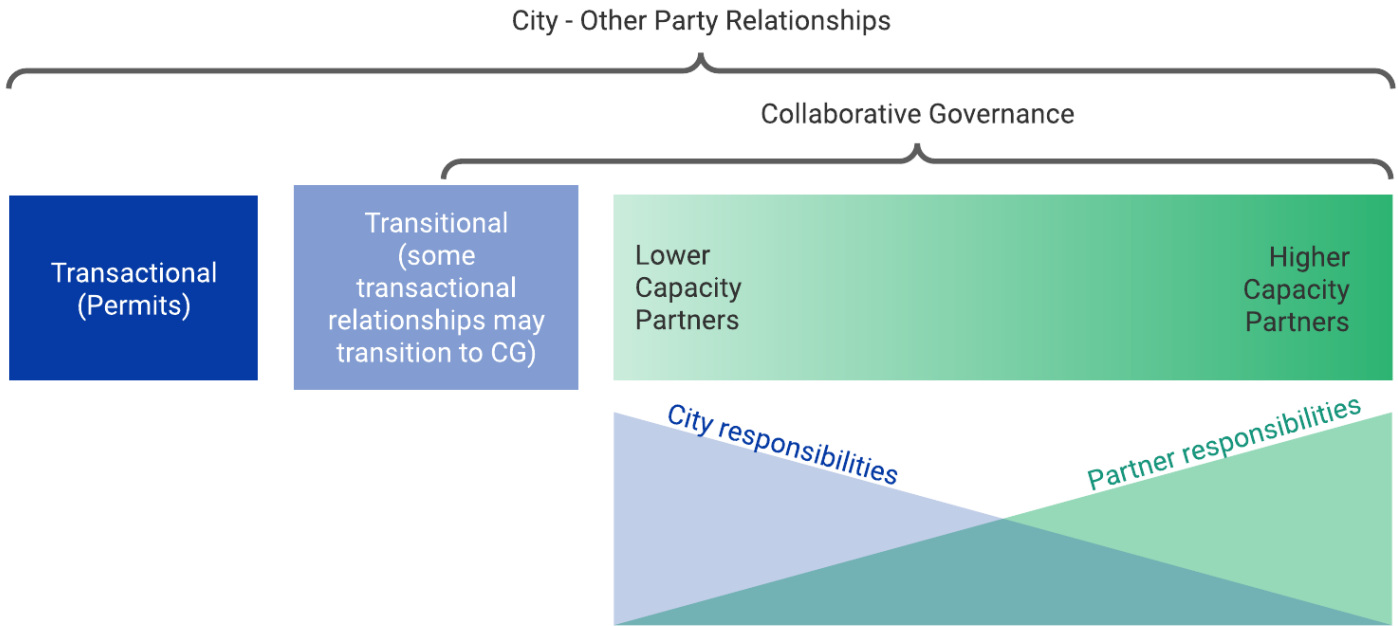 City - Other Party Relationships
Collaborative Governance
Transactional
(Permits)
Transitional
(some
transactional
relationships may
transition to CG)
Lower
Capacity
Partners
Higher
Capacity
Partners
City responsibilities
Partner responsibilities